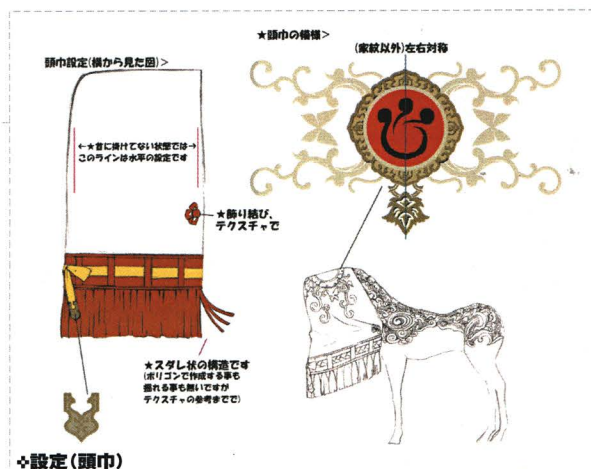 ★頭巾の模様>
(家紋以外)左右対称
頭巾設定(横から見た図)>
←★首に掛けてない状態では→
このラインは水平の設定です
★飾り結び、
テクスチャで
★スダレ状の構造です
(ポリゴンで作成する事も
揺れる事も無いですが
テクスチャの参考までで)
✧設定(頭巾)